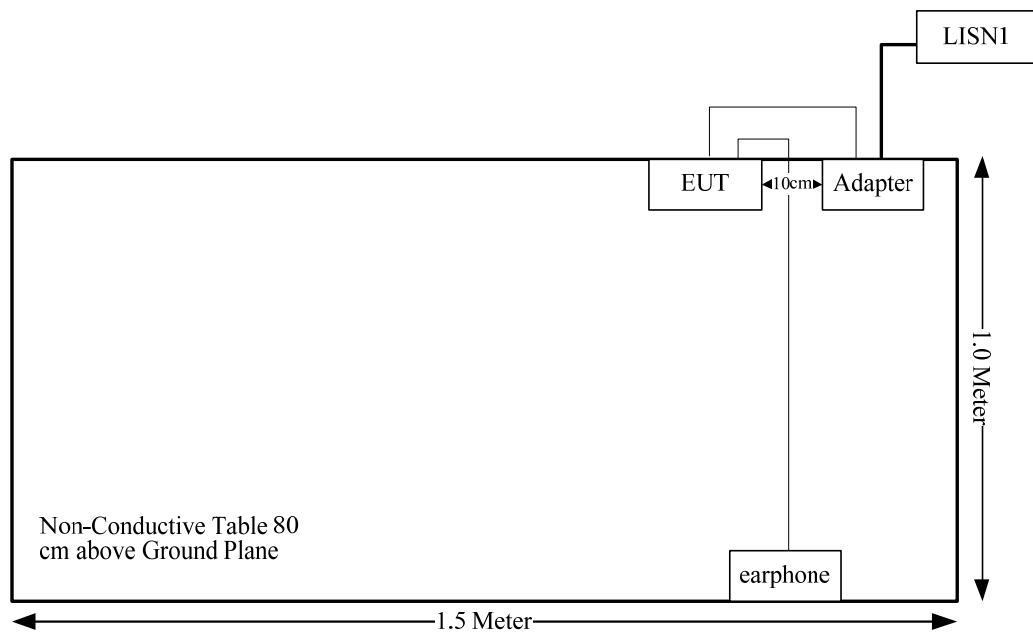 LISN1
EUT
10cm
Adapter
1.0 Meter
Non-Conductive Table 80
cm above Ground Plane
earphone
1.5 Meter